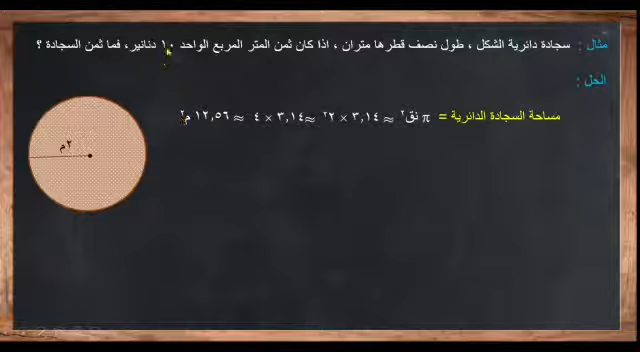 مثال : سجادة دائرية الشكل ، طول نصف قطرها متران ، اذا كان ثمن المتر المربع الواحد ١٠ دنانير، فما ثمن السجادة ؟
الحل :
مساحة السجادة الدائرية = π نق٢ ≈ ٣,١٤ × ٢٢ ≈ ٣,١٤ × ٤ ≈ ١٢,٥٦ م٢
٢م